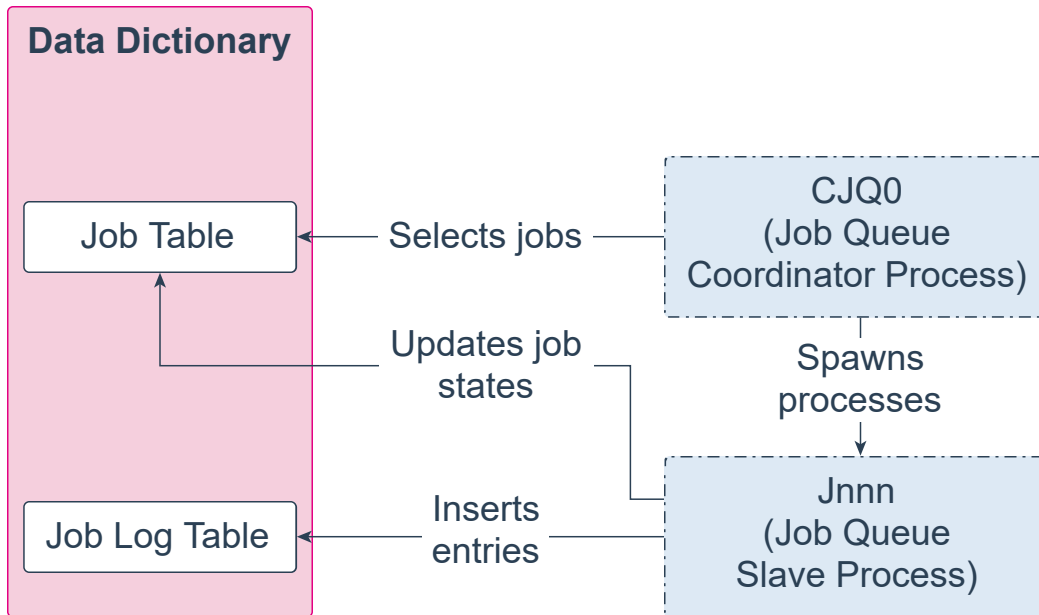 Data Dictionary
CJQ0
(Job Queue
Coordinator Process)
Job Table
Selects jobs
Updates job
states
Spawns
processes
Jnnn
(Job Queue
Slave Process)
Job Log Table
Inserts
entries